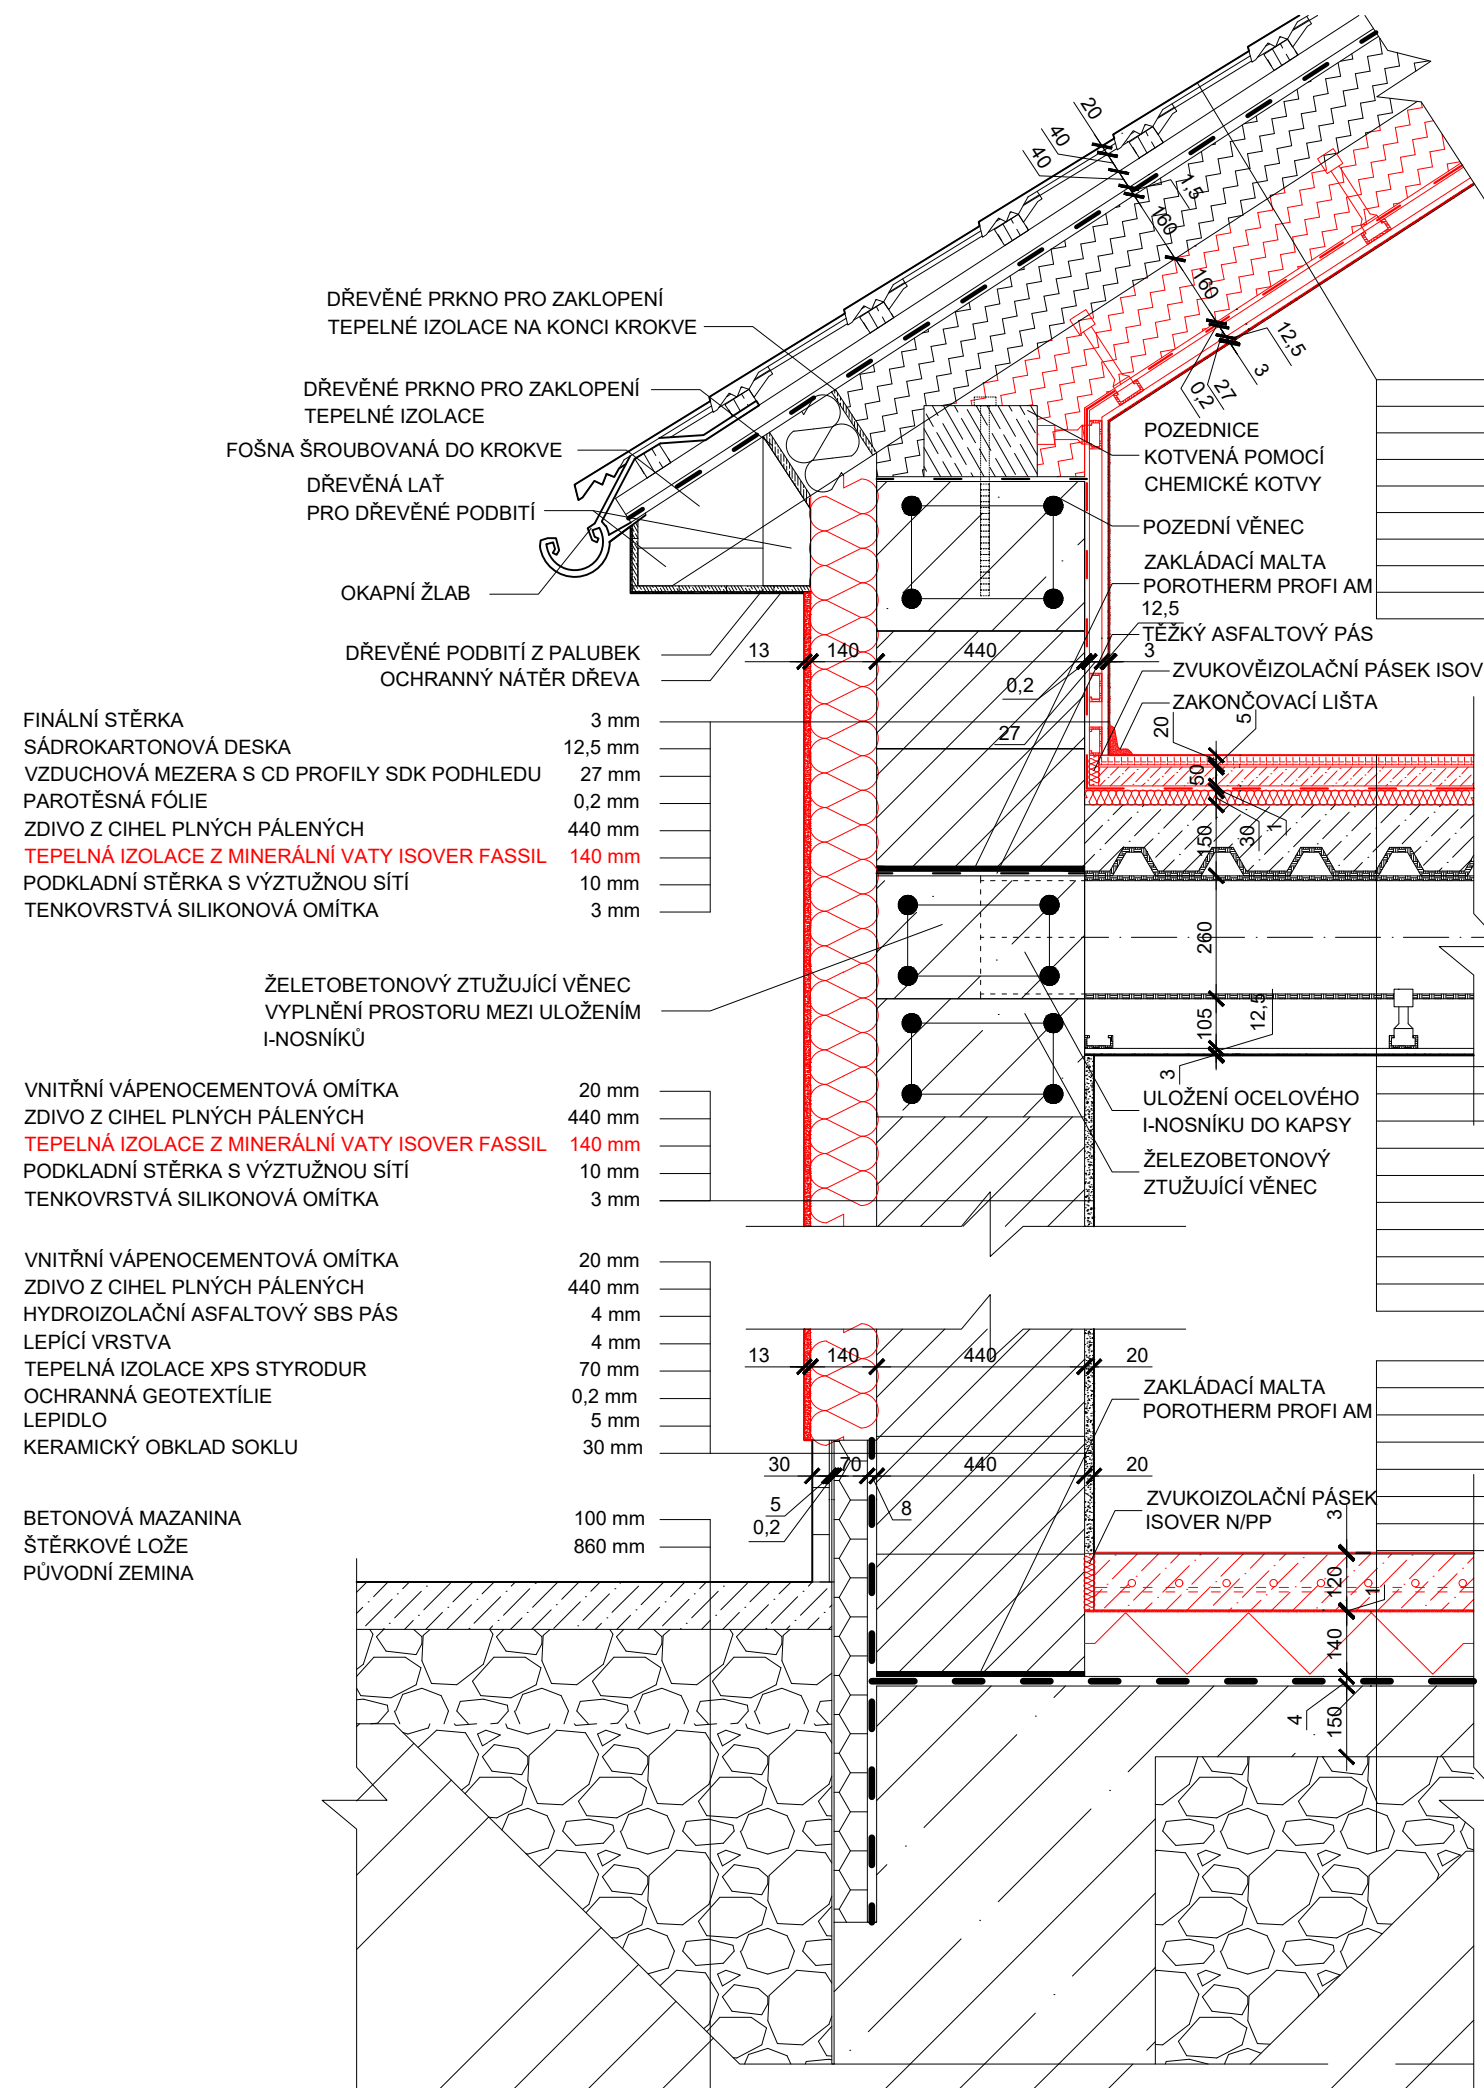 20
40
40
1,5
160
160
12,5
3
27
0,2
DŘEVĚNÉ PRKNO PRO ZAKLOPENÍ
TEPELNÉ IZOLACE NA KONCI KROKVE
DŘEVĚNÉ PRKNO PRO ZAKLOPENÍ
TEPELNÉ IZOLACE
FOŠNA ŠROUBOVANÁ DO KROKVE
DŘEVĚNÁ LAŤ
PRO DŘEVĚNÉ PODBITÍ
OKAPNÍ ŽLAB
DŘEVĚNÉ PODBITÍ Z PALUBEK
OCHRANNÝ NÁTĚR DŘEVA
POZEDNICE
KOTVENÁ POMOCÍ
CHEMICKÉ KOTVY
POZEDNÍ VĚNEC
ZAKLÁDACÍ MALTA
POROTHERM PROFI AM
12,5
TĚŽKÝ ASFALTOVÝ PÁS
3
ZVUKOVĚIZOLAČNÍ PÁSEK ISOV
ZAKONČOVACÍ LIŠTA
13 140 440
0,2
27
20
5
50
150
30
1
260
105
12,5
3
FINÁLNÍ STĚRKA 3 mm
SÁDROKARTONOVÁ DESKA 12,5 mm
VZDUCHOVÁ MEZERA S CD PROFILY SDK PODHLEDU 27 mm
PAROTĚSNÁ FÓLIE 0,2 mm
ZDIVO Z CIHEL PLNÝCH PÁLENÝCH 440 mm
TEPELNÁ IZOLACE Z MINERÁLNÍ VATY ISOVER FASSIL 140 mm
PODKLADNÍ STĚRKA S VÝZTUŽNOU SÍTÍ 10 mm
TENKOVRSTVÁ SILIKONOVÁ OMÍTKA 3 mm
ŽELETOBETONOVÝ ZTUŽUJÍCÍ VĚNEC
VYPLNĚNÍ PROSTORU MEZI ULOŽENÍM
I-NOSNÍKŮ
ULOŽENÍ OCELOVÉHO
I-NOSNÍKU DO KAPSY
ŽELEZOBETONOVÝ
ZTUŽUJÍCÍ VĚNEC
VNITŘNÍ VÁPENOCEMENTOVÁ OMÍTKA 20 mm
ZDIVO Z CIHEL PLNÝCH PÁLENÝCH 440 mm
TEPELNÁ IZOLACE Z MINERÁLNÍ VATY ISOVER FASSIL 140 mm
PODKLADNÍ STĚRKA S VÝZTUŽNOU SÍTÍ 10 mm
TENKOVRSTVÁ SILIKONOVÁ OMÍTKA 3 mm
VNITŘNÍ VÁPENOCEMENTOVÁ OMÍTKA 20 mm
ZDIVO Z CIHEL PLNÝCH PÁLENÝCH 440 mm
HYDROIZOLAČNÍ ASFALTOVÝ SBS PÁS 4 mm
LEPÍCÍ VRSTVA 4 mm
TEPELNÁ IZOLACE XPS STYRODUR 70 mm
OCHRANNÁ GEOTEXTÍLIE 0,2 mm
LEPIDLO 5 mm
KERAMICKÝ OBKLAD SOKLU 30 mm
13 140 440 20
ZAKLÁDACÍ MALTA
POROTHERM PROFI AM
30 70 440 20
5
0,2
8
ZVUKOIZOLAČNÍ PÁSEK
ISOVER N/PP
BETONOVÁ MAZANINA 100 mm
ŠTĚRKOVÉ LOŽE 860 mm
PŮVODNÍ ZEMINA
3
120
1
140
4
150